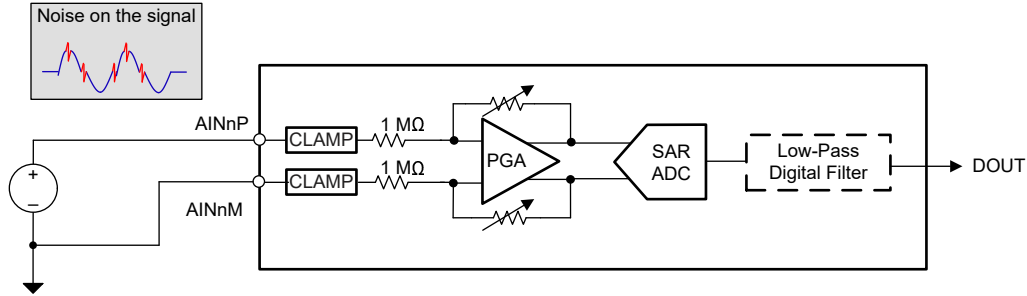 Noise on the signal
AINnP
1 MΩ
CLAMP
PGA
SAR
ADC
Low-Pass
Digital Filter
DOUT
+
–
1 MΩ
CLAMP
AINnM